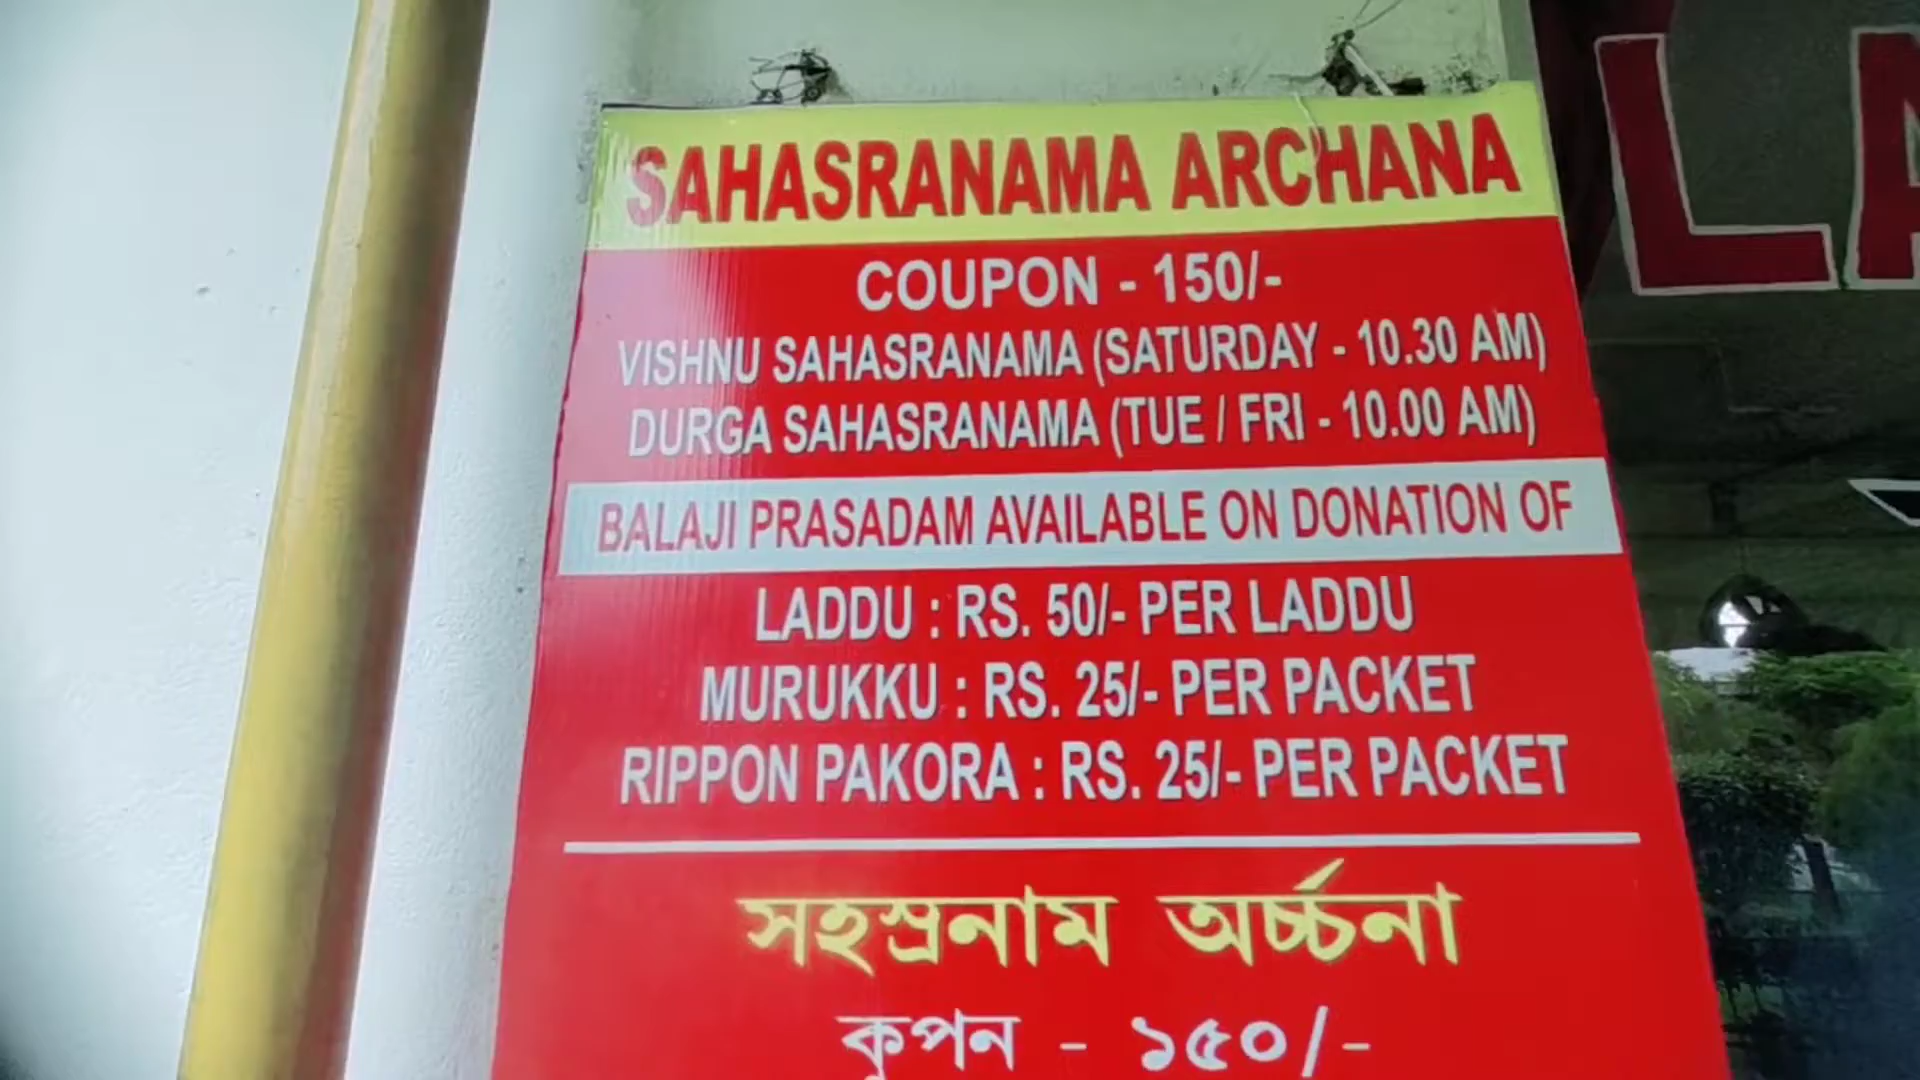 SAHASRANAMA ARCHANA
COUPON - 150/-
VISHNU SAHASRANAMA (SATURDAY - 10.30 AM)
DURGA SAHASRANAMA (TUE / FRI - 10.00 AM)
BALAJI PRASADAM AVAILABLE ON DONATION OF
LADDU : RS. 50/- PER LADDU
MURUKKU : RS. 25/- PER PACKET
RIPPON PAKORA : RS. 25/- PER PACKET
সহস্রনাম অর্চ্চনা
কুপন - ১৫০/-